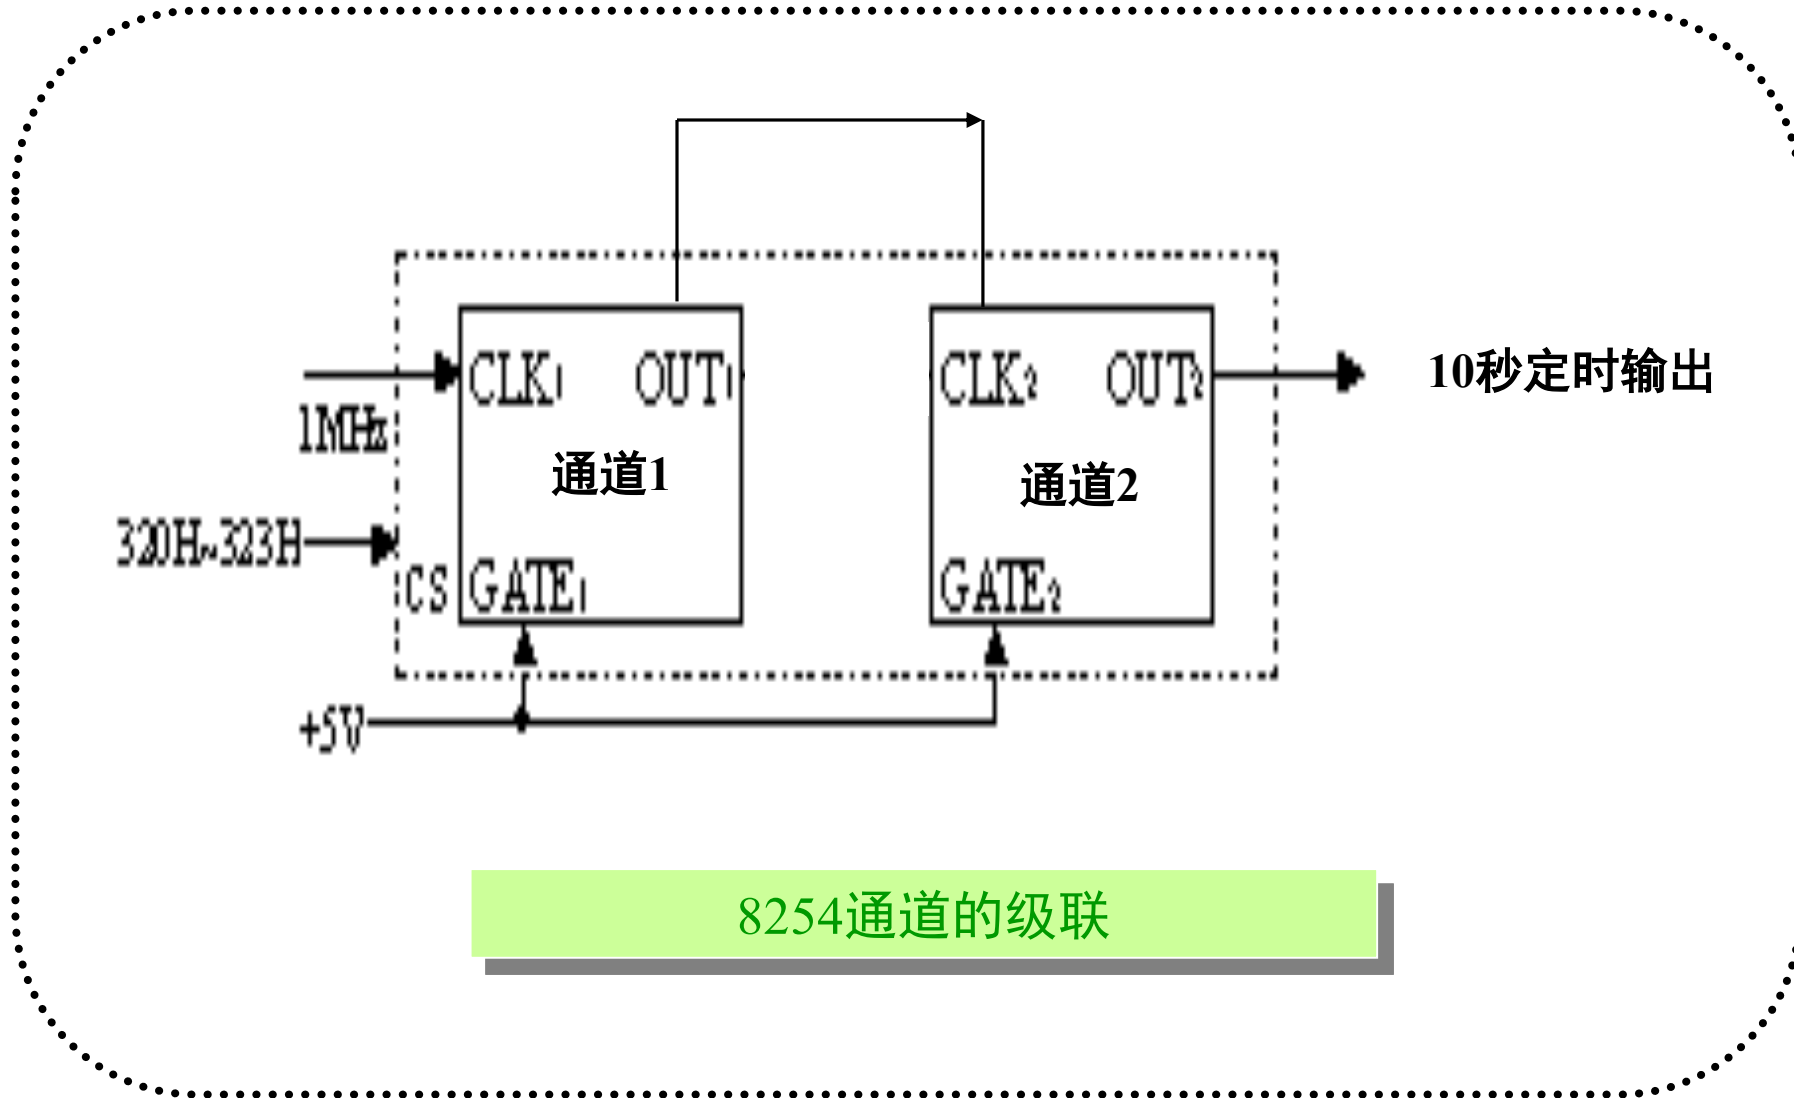 CLK1 OUT1
CLK2 OUT2
10秒定时输出
1MHz
通道1
通道2
320H~323H
CS
GATE1
GATE2
+5V
8254通道的级联